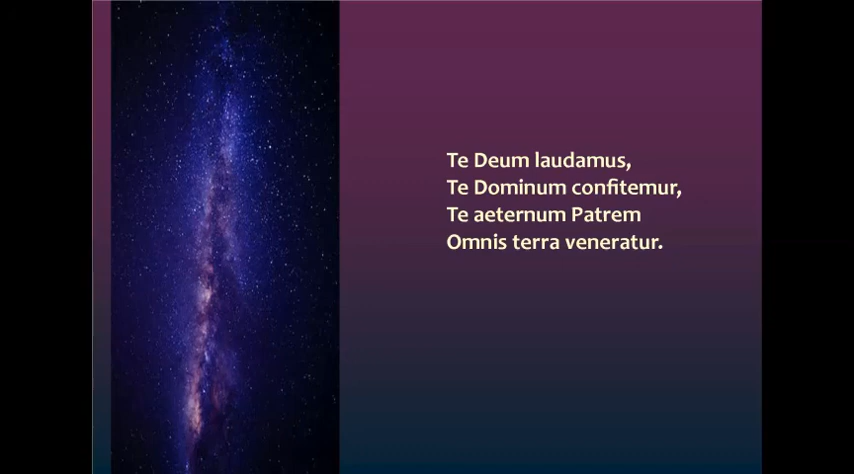 Te Deum laudamus,
Te Dominum confitemur,
Te aeternum Patrem
Omnis terra veneratur.